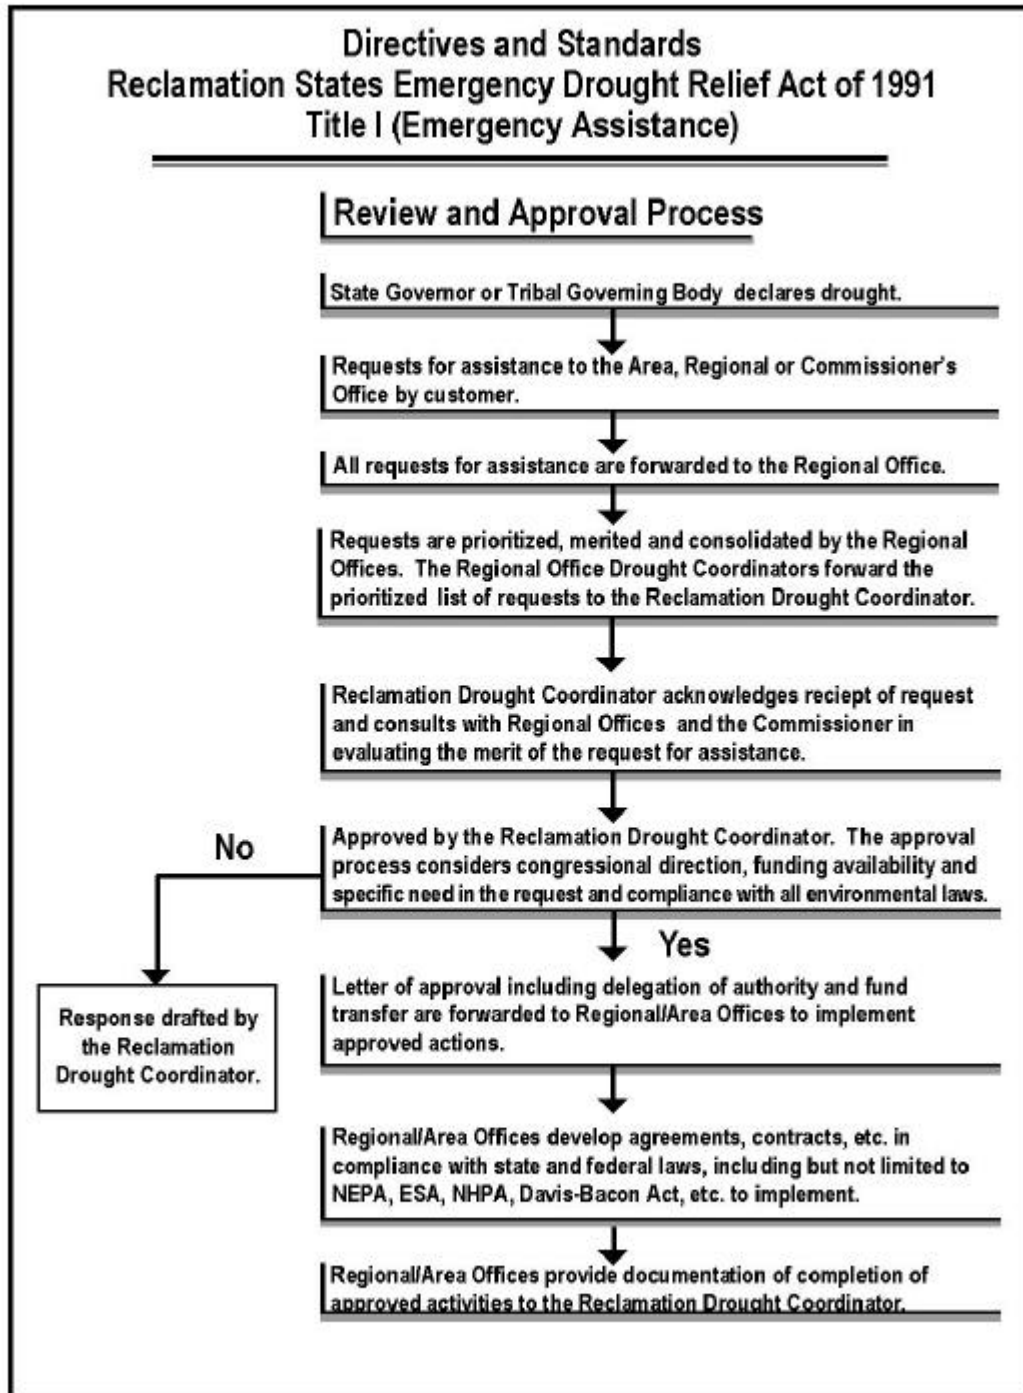 Directives and Standards
Reclamation States Emergency Drought Relief Act of 1991
Title I (Emergency Assistance)
Review and Approval Process
State Governor or Tribal Governing Body declares drought.
Requests for assistance to the Area, Regional or Commissioner's
Office by customer.
All requests for assistance are forwarded to the Regional Office.
Requests are prioritized, merited and consolidated by the Regional
Offices. The Regional Office Drought Coordinators forward the
prioritized list of requests to the Reclamation Drought Coordinator.
Reclamation Drought Coordinator acknowledges reciept of request
and consults with Regional Offices and the Commissioner in
evaluating the merit of the request for assistance.
Approved by the Reclamation Drought Coordinator. The approval
process considers congressional direction, funding availability and
specific need in the request and compliance with all environmental laws.
No
Yes
Response drafted by
the Reclamation
Drought Coordinator.
Letter of approval including delegation of authority and fund
transfer are forwarded to Regional/Area Offices to implement
approved actions.
Regional/Area Offices develop agreements, contracts, etc. in
compliance with state and federal laws, including but not limited to
NEPA, ESA, NHPA, Davis-Bacon Act, etc. to implement.
Regional/Area Offices provide documentation of completion of
approved activities to the Reclamation Drought Coordinator.